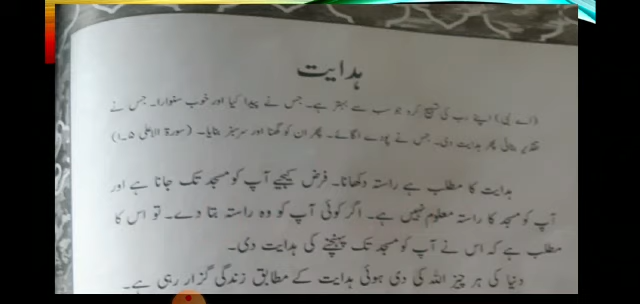 ہدایت
(اے نبی) اپنے رب کی تسبیح کرو جو سب سے بہتر ہے۔ جس نے پیدا کیا اور خوب سنوارا۔ جس نے
تقدیر بنائی پھر ہدایت دی۔ جس نے پودے اگائے۔ پھر ان کو گھنا اور سرسبز بنایا۔ (سورۃ الاعلی ۵۔۱)
ہدایت کا مطلب ہے راستہ دکھانا۔ فرض کیجیے آپ کو مسجد تک جانا ہے اور
آپ کو مسجد کا راستہ معلوم نہیں ہے۔ اگر کوئی آپ کو وہ راستہ بتا دے۔ تو اس کا
مطلب ہے کہ اس نے آپ کو مسجد تک پہنچنے کی ہدایت دی۔
دنیا کی ہر چیز اللہ کی دی ہوئی ہدایت کے مطابق زندگی گزار رہی ہے۔